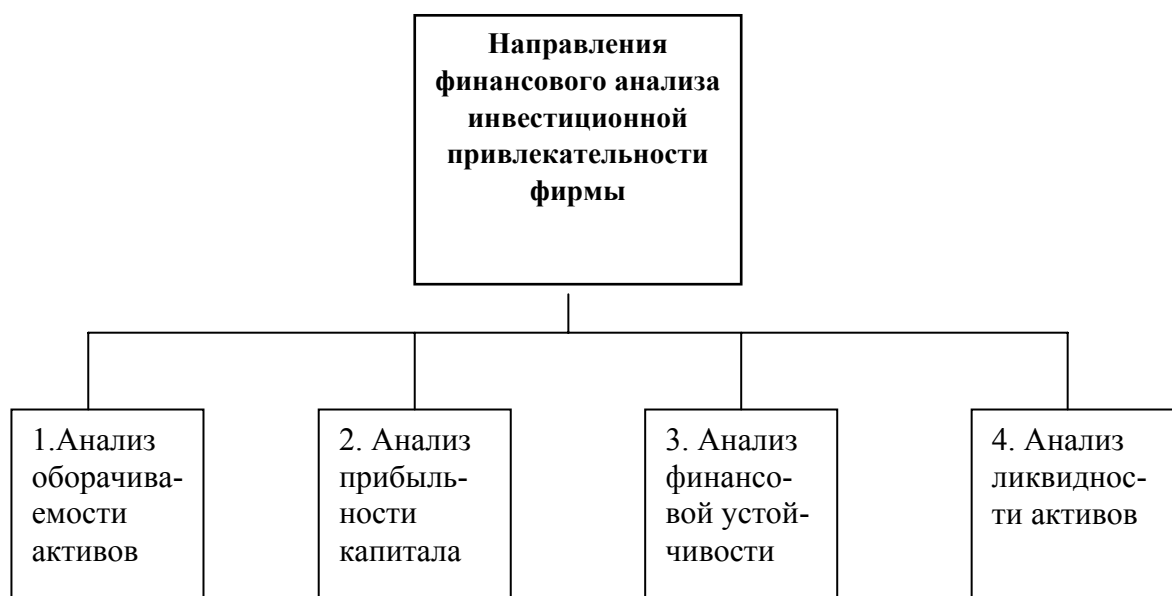 Направления
финансового анализа
инвестиционной
привлекательности
фирмы
1.Анализ
оборачива-
емости
активов
2. Анализ
прибыль-
ности
капитала
3. Анализ
финансо-
вой устой-
чивости
4. Анализ
ликвиднос-
ти активов